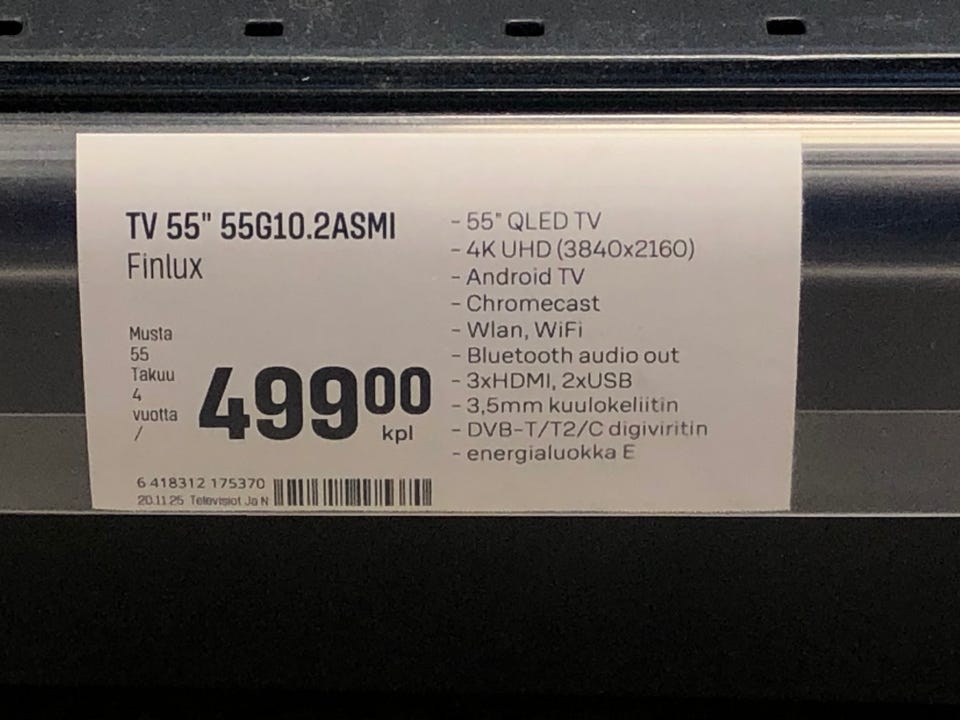 TV 55" 55G10.2ASMI
Finlux
Musta
55
Takuu
4
vuotta
/
49900
kpl
6 418312 175370
20.11.25 Televisiot Ja N
- 55" QLED TV
- 4K UHD (3840x2160)
- Android TV
- Chromecast
- Wlan, WiFi
- Bluetooth audio out
- 3xHDMI, 2xUSB
- 3,5mm kuulokeliitin
- DVB-T/T2/C digiviritin
- energialuokka E